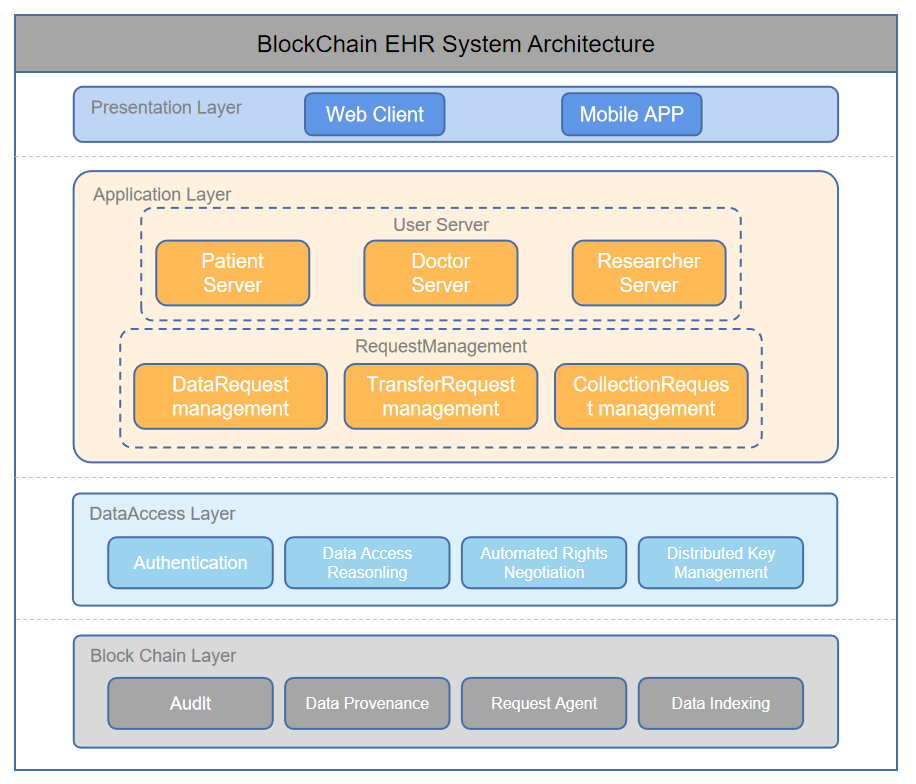 BlockChain EHR System Architecture
Presentation Layer
Web Client
Mobile APP
Application Layer
User Server
Patient
Server
Doctor
Server
Researcher
Server
RequestManagement
DataRequest
management
TransferRequest
management
CollectionReques
t management
DataAccess Layer
Authentication
Data Access
Reasonling
Automated Rights
Negotiation
Distributed Key
Management
Block Chain Layer
Audlt
Data Provenance
Request Agent
Data Indexing